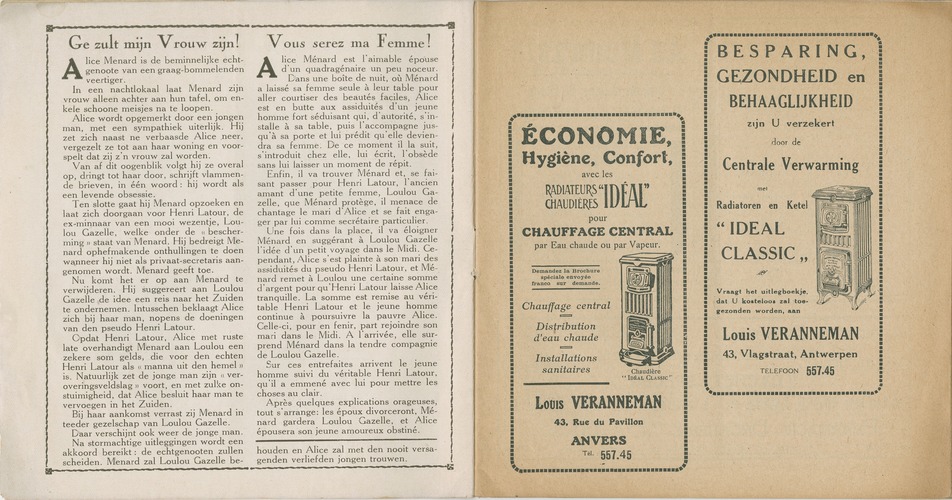 Ge zult mijn Vrouw zijn!
Alice Menard is de beminnelijke echt-
genoote van een graag-bommelenden
veertiger.
In een nachtlokaal laat Menard zijn
vrouw alleen achter aan hun tafel, om en-
kele schoone meisjes na te loopen.
Alice wordt opgemerkt door een jongen
man, met een sympathiek uiterlijk. Hij
zet zich naast de verbaasde Alice neer,
vergezelt ze tot aan haar woning en voor-
spelt dat zij z'n vrouw zal worden.
Van af dit oogenblik volgt hij ze overal
op, dringt tot haar door, schrijft vlammen-
de brieven, in één woord : hij wordt als
een levende obsessie.
Ten slotte gaat hij Menard opzoeken en
laat zich doorgaan voor Henri Latour, de
ex-minnaar van een mooi wezentje, Lou-
lou Gazelle, welke onder de « bescher-
ming » staat van Menard. Hij bedreigt Me-
nard ophefmakende onthullingen te doen
wanneer hij niet als privaat-secretaris aan-
genomen wordt. Menard geeft toe.
Nu komt het er op aan Menard te
verwijderen. Hij suggereert aan Loulou
Gazelle de idee een reis naar het Zuiden
te ondernemen. Intusschen beklaagt Alice
zich bij haar man, nopens de doeningen
van den pseudo Henri Latour.
Opdat Henri Latour, Alice met ruste
late overhandigt Menard aan Loulou een
zekere som gelds, die voor den echten
Henri Latour als « manna uit den hemel »
is. Natuurlijk zet de jonge man zijn « ver-
overingsveldslag » voort, en met zulke on-
stuimigheid, dat Alice besluit haar man te
vervoegen in het Zuiden.
Bij haar aankomst verrast zij Menard in
teeder gezelschap van Loulou Gazelle.
Daar verschijnt ook weer de jonge man.
Na stormachtige uitleggingen wordt een
akkoord bereikt : de echtgenooten zullen
scheiden. Menard zal Loulou Gazelle be-
Vous serez ma Femme!
Alice Ménard est l'aimable épouse
d'un quadragénaire un peu noceur.
Dans une boîte de nuit, où Ménard
a laissé sa femme seule à leur table pour
aller courtiser des beautés faciles, Alice
est en butte aux assiduités d'un jeune
homme fort séduisant qui, d'autorité, s'in-
stalle à sa table, puis l'accompagne jus-
qu'à sa porte et lui prédit qu'elle devien-
dra sa femme. De ce moment il la suit,
s'introduit chez elle, lui écrit, l'obsède
sans lui laisser un moment de répit.
Enfin, il va trouver Ménard et, se fai-
sant passer pour Henri Latour, l'ancien
amant d'une petite femme, Loulou Ga-
zelle, que Ménard protège, il menace de
chantage le mari d'Alice et se fait enga-
ger par lui comme secrétaire particulier.
Une fois dans la place, il va éloigner
Ménard en suggérant à Loulou Gazelle
l'idée d'un petit voyage dans le Midi. Ce-
pendant, Alice s'est plainte à son mari des
assiduités du pseudo Henri Latour, et Mé-
nard remet à Loulou une certaine somme
d'argent pour qu'Henri Latour laisse Alice
tranquille. La somme est remise au véri-
table Henri Latour et le jeune homme
continue à poursuivre la pauvre Alice.
Celle-ci, pour en finir, part rejoindre son
mari dans le Midi. A l'arrivée, elle sur-
prend Ménard dans la tendre compagnie
de Loulou Gazelle.
Sur ces entrefaites arrivent le jeune
homme suivi du véritable Henri Latour,
qu'il a emmené avec lui pour mettre les
choses au clair.
Après quelques explications orageuses,
tout s'arrange: les époux divorceront, Mé-
nard gardera Loulou Gazelle, et Alice
épousera son jeune amoureux obstiné.
houden en Alice zal met den nooit versa-
genden verliefden jongen trouwen.
ÉCONOMIE,
Hygiène, Confort,
avec les
RADIATEURS "IDÉAL"
CHAUDIÈRES
pour
CHAUFFAGE CENTRAL
par Eau chaude ou par Vapeur.
Demandez la Brochure
spéciale envoyée
franco sur demande.
Chauffage central
Distribution
d'eau chaude
Installations
sanitaires
Chaudière
"IDÉAL CLASSIC"
LOUIS VERANNEMAN
43, Rue du Pavillon
ANVERS
Tél. 557.45
BESPARING,
GEZONDHEID en
BEHAAGLIJKHEID
zijn U verzekert
door de
Centrale Verwarming
met
Radiatoren en Ketel
" IDEAL
CLASSIC „
Vraagt het uitlegboekje,
dat U kosteloos zal toe-
gezonden worden, aan
Louis VERANNEMAN
43, Vlagstraat, Antwerpen
TELEFOON 557.45